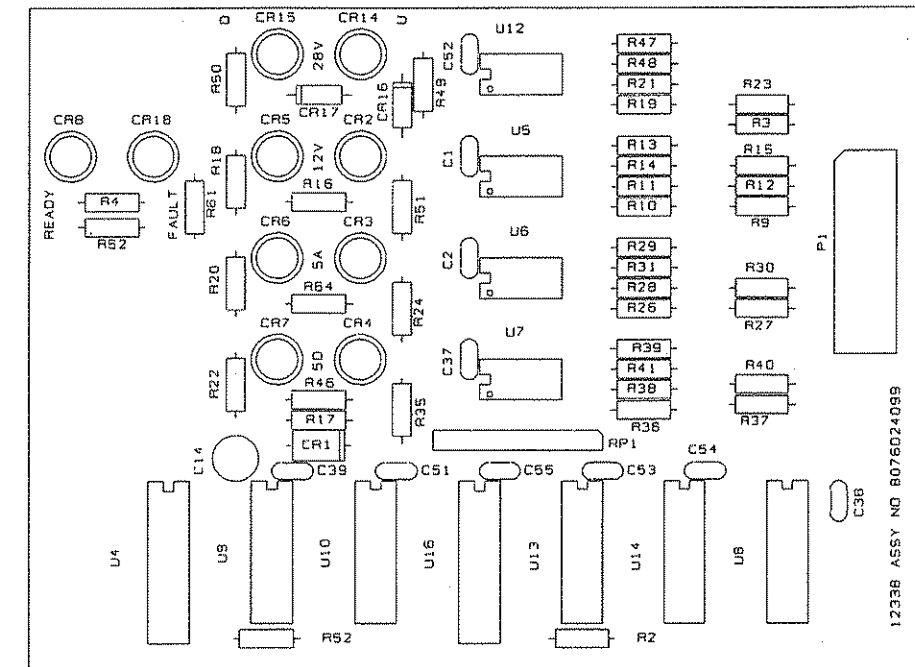 CR15
CR14
U12
28V
C52
R50
R49
CR17
CR16
R47
R48
R21
R19
R23
R3
CR8
CR18
CR5
CR2
U5
12V
C1
R18
R13
R14
R11
R10
R15
R12
R9
READY
R4
R52
FAULT
R61
R16
R51
CR6
CR3
U6
5A
C2
R20
R64
R24
R29
R31
R28
R26
R30
R27
P1
CR7
CR4
U7
5D
C37
R22
R46
R17
CR1
R35
R39
R41
R38
R36
R40
R37
RP1
C14
C39
C51
C55
C53
C54
C38
U4
U9
U10
U16
U13
U14
U8
R52
R2
12338 ASSY NO B076024099